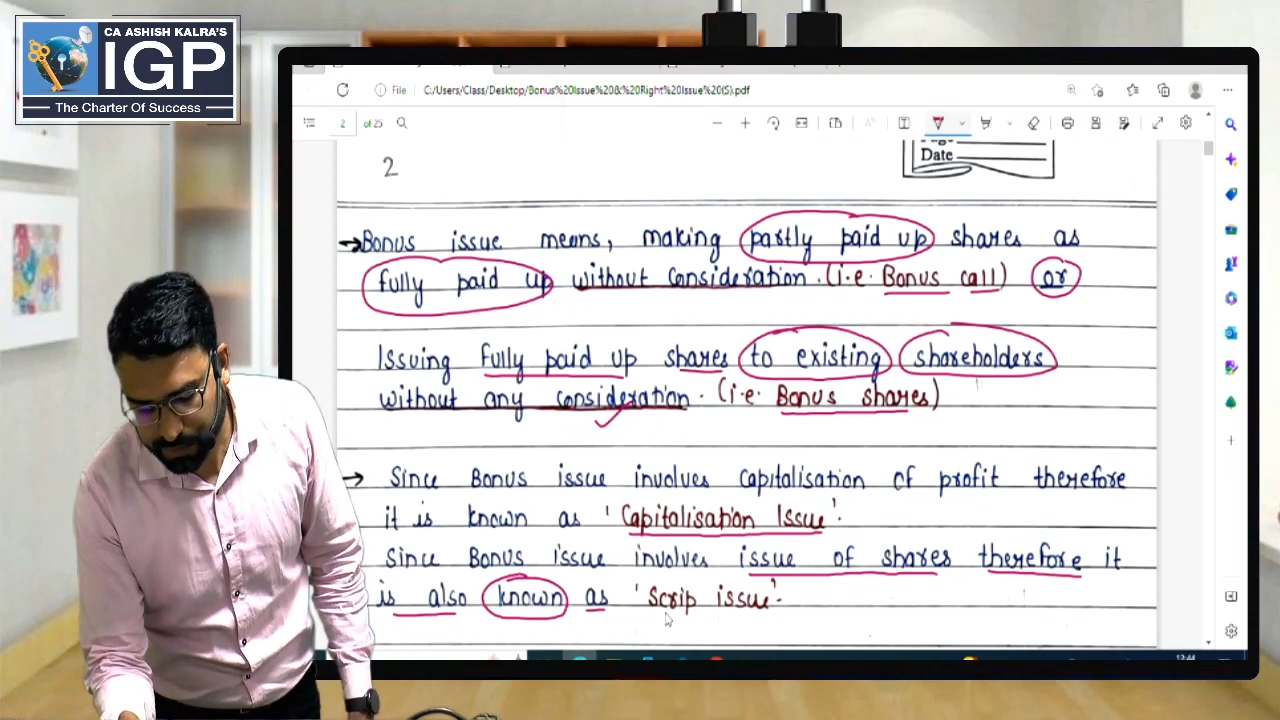 CA ASHISH KALRA'S
IGP
The Charter Of Success
File C:/Users/Class/Desktop/Bonus%20Issue%20&%20Right%20Issue%20(S).pdf
2 of 25
Date
2
→Bonus issue means, making partly paid up shares as
fully paid up without consideration. (i.e. Bonus call) or
Issuing fully paid up shares to existing shareholders
without any consideration. (i.e. Bonus shares)
→ Since Bonus issue involves capitalisation of profit therefore
it is known as 'Capitalisation Issue'.
Since Bonus issue involves issue of shares therefore it
is also known as 'Scrip issue'.